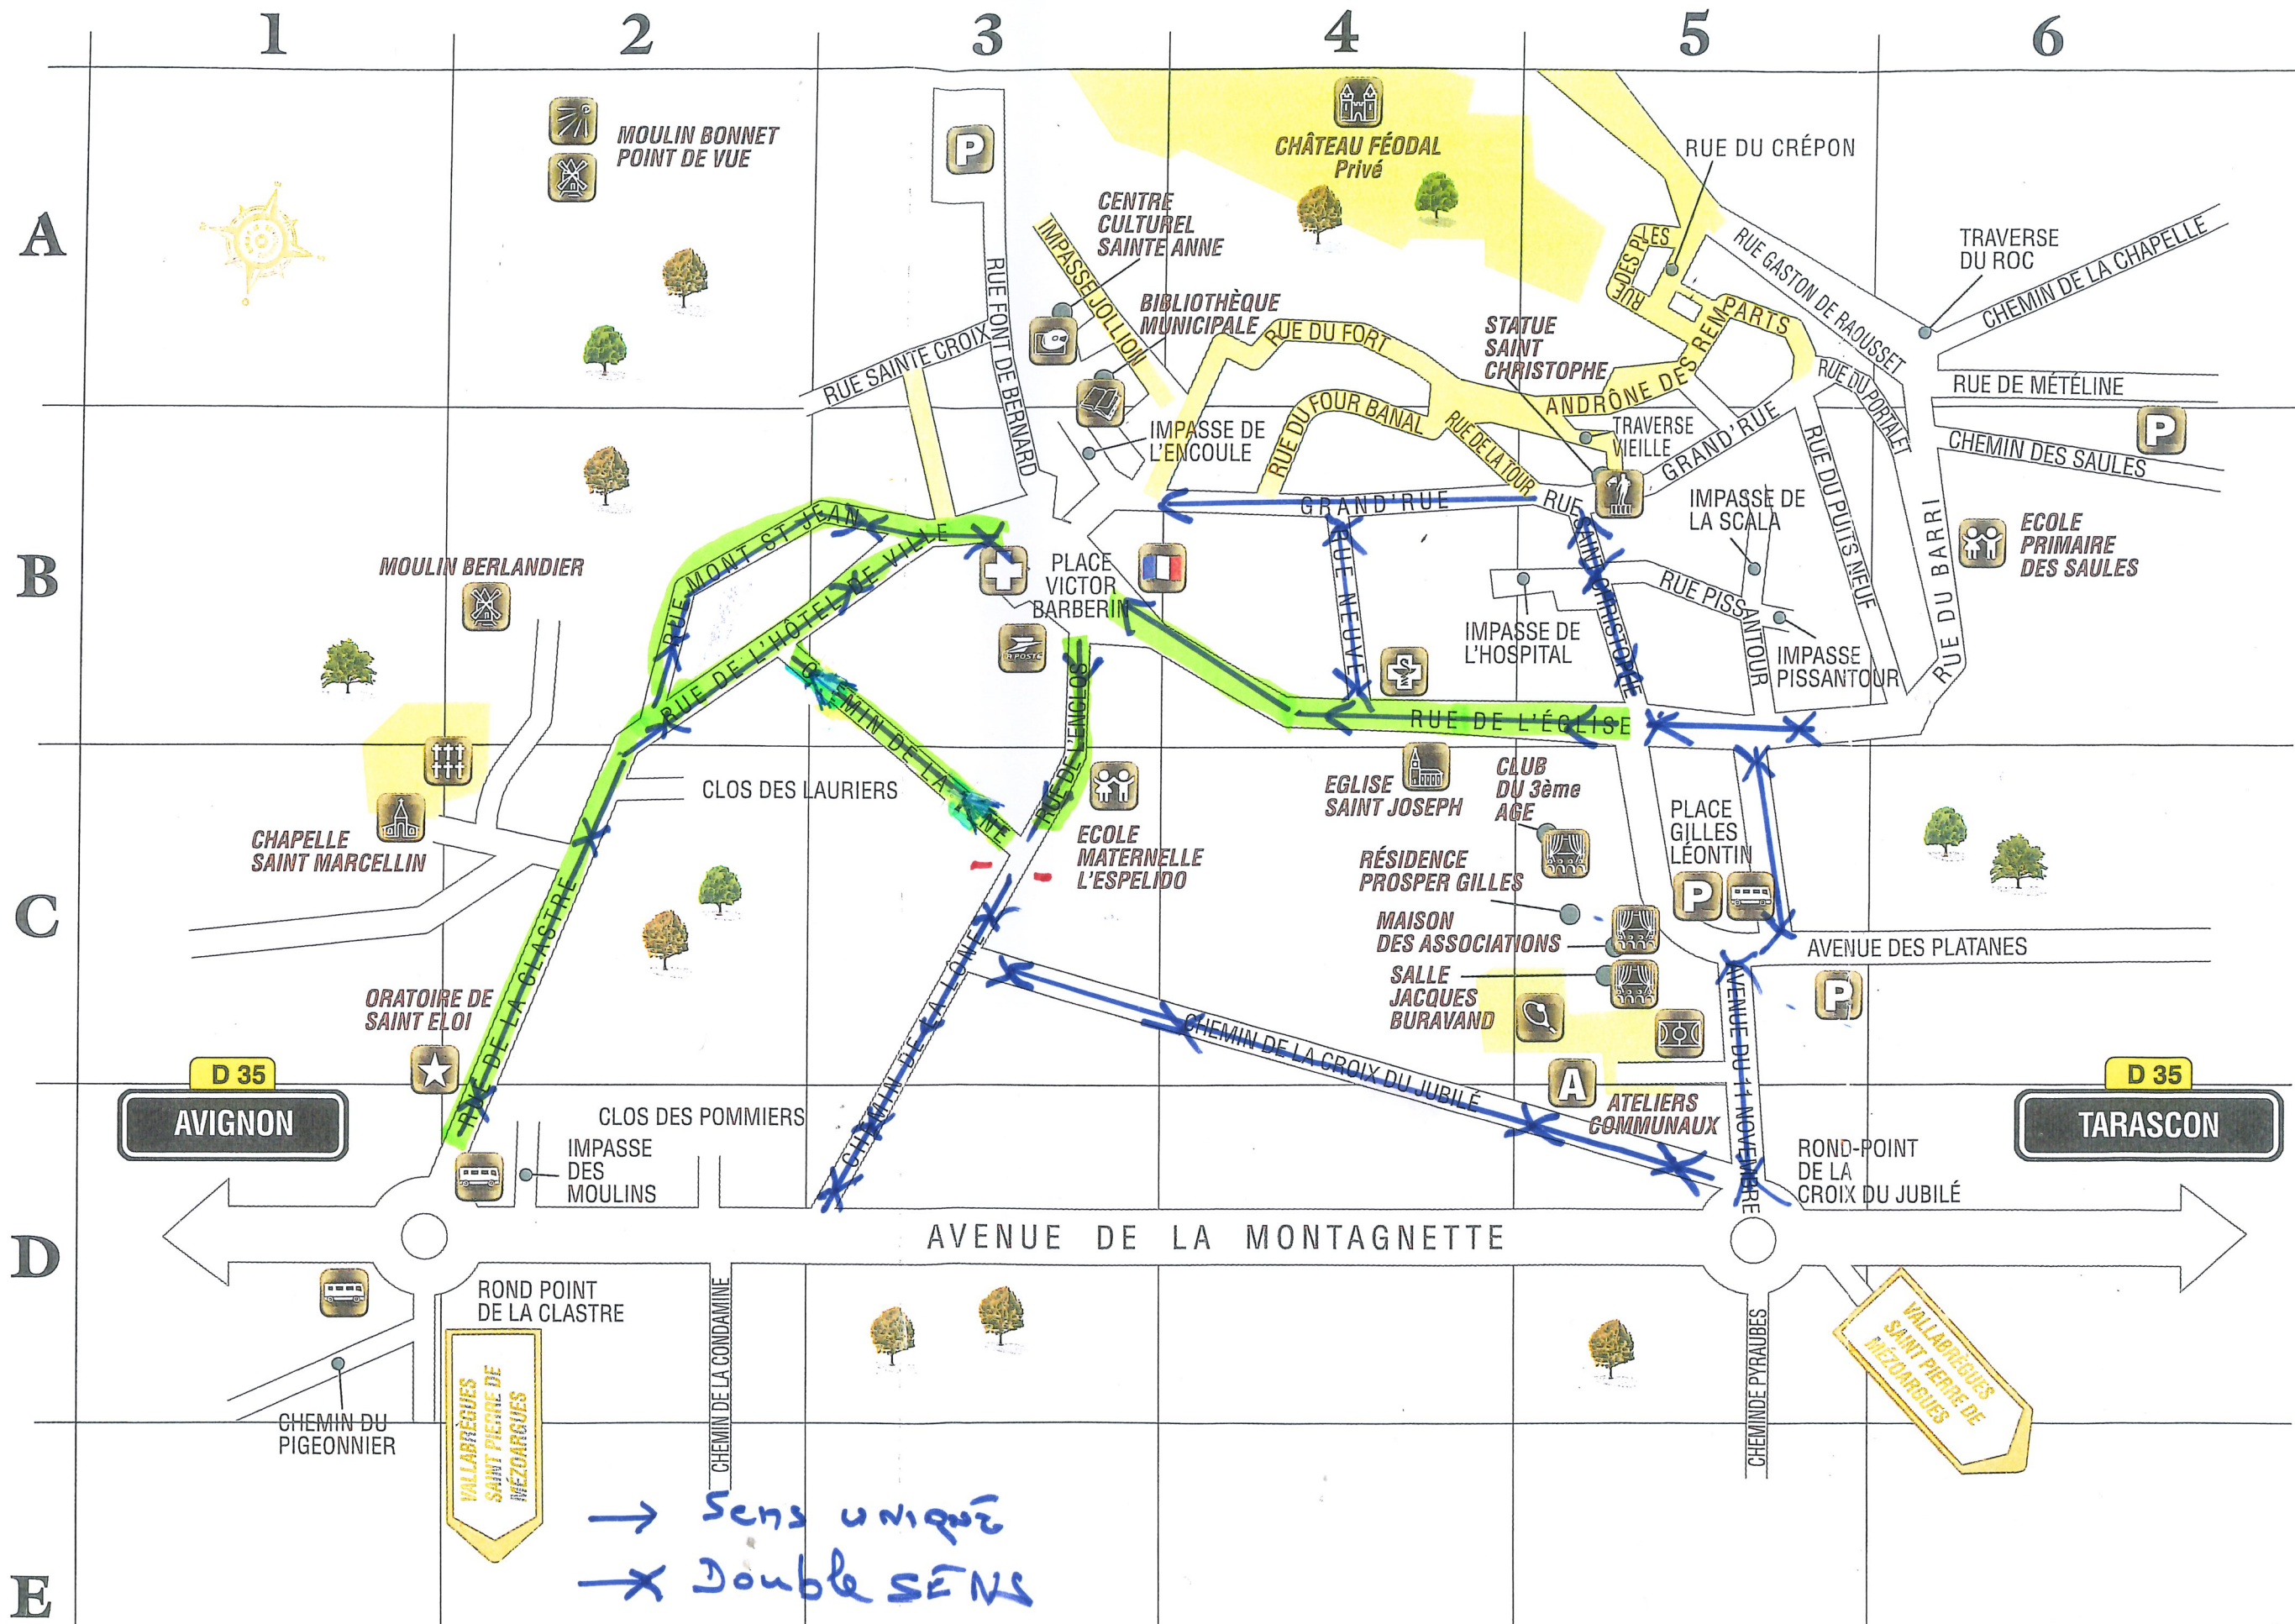 1 2 3 4 5 6
A
B
C
D
E
MOULIN BONNET
POINT DE VUE
P
CHÂTEAU FÉODAL
Privé
RUE DU CRÉPON
CENTRE
CULTUREL
SAINTE ANNE
IMPASSE JOLLIOU
RUE FONT DE BERNARD
BIBLIOTHÈQUE
MUNICIPALE
RUE SAINTE CROIX
RUE DU FORT
STATUE
SAINT
CHRISTOPHE
RUE DES PILES
ANDRÔNE DES REMPARTS
RUE GASTON DE RAOUSSET
TRAVERSE
DU ROC
CHEMIN DE LA CHAPELLE
RUE DE MÉTÉLINE
RUE DU PORTALET
CHEMIN DES SAULES
P
IMPASSE DE
L'ENCOULE
RUE DU FOUR BANAL
RUE DE LA TOUR
TRAVERSE
VIEILLE
GRAND'RUE
GRAND'RUE
RUE SAINT CHRISTOPHE
IMPASSE DE
LA SCALA
RUE DU PUITS NEUF
RUE DU BARRI
ECOLE
PRIMAIRE
DES SAULES
MOULIN BERLANDIER
RUE MONT ST JEAN
RUE DE L'HÔTEL DE VILLE
PLACE
VICTOR
BARBERIN
LA POSTE
RUE NEUVE
IMPASSE DE
L'HOSPITAL
RUE PISSANTOUR
IMPASSE
PISSANTOUR
RUE DE L'ÉGLISE
RUE DE L'ENCLOS
CHEMIN DE LA LONE
CLOS DES LAURIERS
CHAPELLE
SAINT MARCELLIN
ECOLE
MATERNELLE
L'ESPELIDO
EGLISE
SAINT JOSEPH
CLUB
DU 3ème
AGE
PLACE
GILLES
LÉONTIN
P
RÉSIDENCE
PROSPER GILLES
MAISON
DES ASSOCIATIONS
SALLE
JACQUES
BURAVAND
AVENUE DES PLATANES
P
ORATOIRE DE
SAINT ELOI
RUE DE LA CLASTRE
CHEMIN DE LA LONE
CHEMIN DE LA CROIX DU JUBILÉ
AVENUE DU 11 NOVEMBRE
A
ATELIERS
COMMUNAUX
D 35
AVIGNON
D 35
TARASCON
CLOS DES POMMIERS
IMPASSE
DES
MOULINS
ROND-POINT
DE LA
CROIX DU JUBILÉ
AVENUE DE LA MONTAGNETTE
ROND POINT
DE LA CLASTRE
CHEMIN DE LA CONDAMINE
CHEMIN DE PYRAUBES
CHEMIN DU
PIGEONNIER
VALLABRÈGUES
SAINT PIERRE DE
MÉZOARGUES
VALLABRÈGUES
SAINT PIERRE DE
MÉZOARGUES
Sens unique
Double SENS